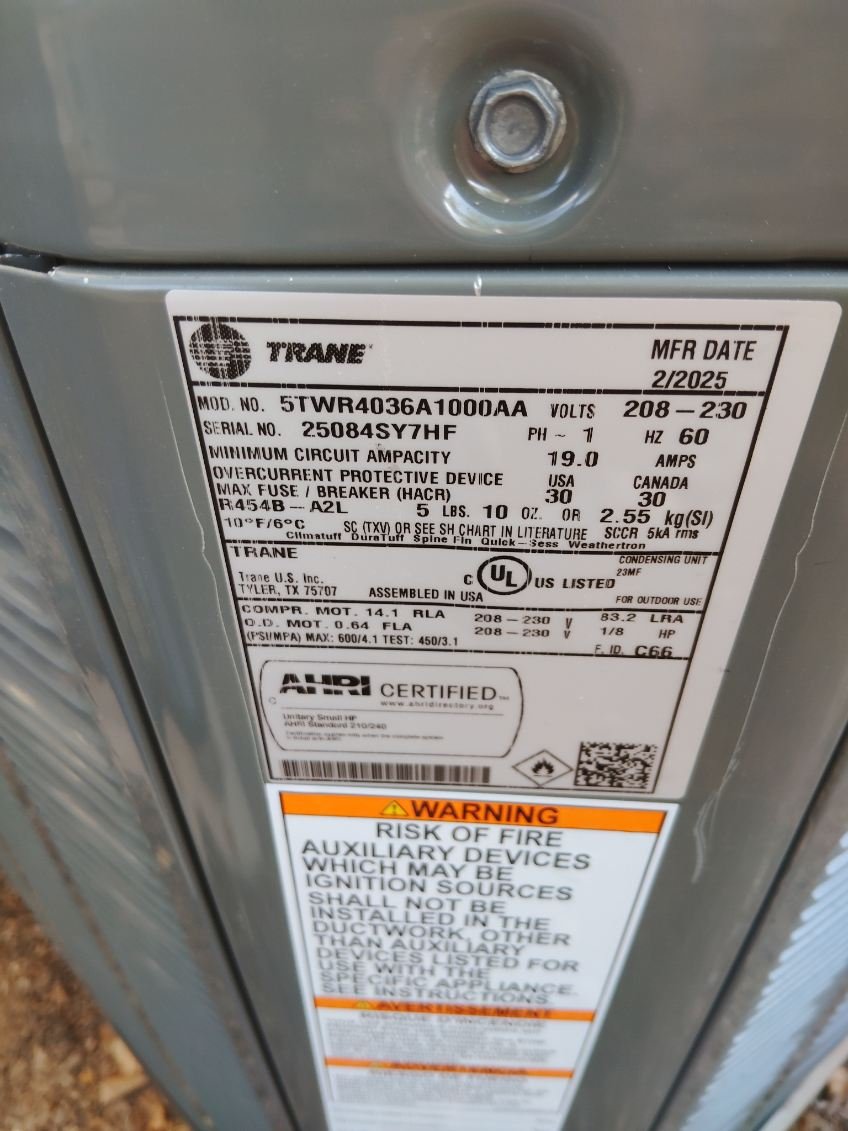 TRANE
MFR DATE
2/2025
MOD. NO. 5TWR4036A1000AA VOLTS 208-230
SERIAL NO. 25084SY7HF PH ~ 1 HZ 60
MINIMUM CIRCUIT AMPACITY 19.0 AMPS
OVERCURRENT PROTECTIVE DEVICE USA CANADA
MAX FUSE / BREAKER (HACR) 30 30
R454B-A2L 5 LBS. 10 OZ. OR 2.55 kg(SI)
10°F/6°C SC (TXV) OR SEE SH CHART IN LITERATURE SCCR 5kA rms
Climatuff DuraTuff Spine Fin Quick-Sess Weathertron
TRANE CONDENSING UNIT
Trane U.S. Inc. C UL US LISTED 23MF
TYLER, TX 75707 ASSEMBLED IN USA FOR OUTDOOR USE
COMPR. MOT. 14.1 RLA 208-230 V 83.2 LRA
O.D. MOT. 0.64 FLA 208-230 V 1/8 HP
(PSI/MPA) MAX: 600/4.1 TEST: 450/3.1 F. ID. C66
AHRI CERTIFIED™
www.ahridirectory.org
Unitary Small HP
AHRI Standard 210/240
WARNING
RISK OF FIRE
AUXILIARY DEVICES
WHICH MAY BE
IGNITION SOURCES
SHALL NOT BE
INSTALLED IN THE
DUCTWORK, OTHER
THAN AUXILIARY
DEVICES LISTED FOR
USE WITH THE
SPECIFIC APPLIANCE.
SEE INSTRUCTIONS.
AVERTISSEMENT
RISQUE D'INCENDIE